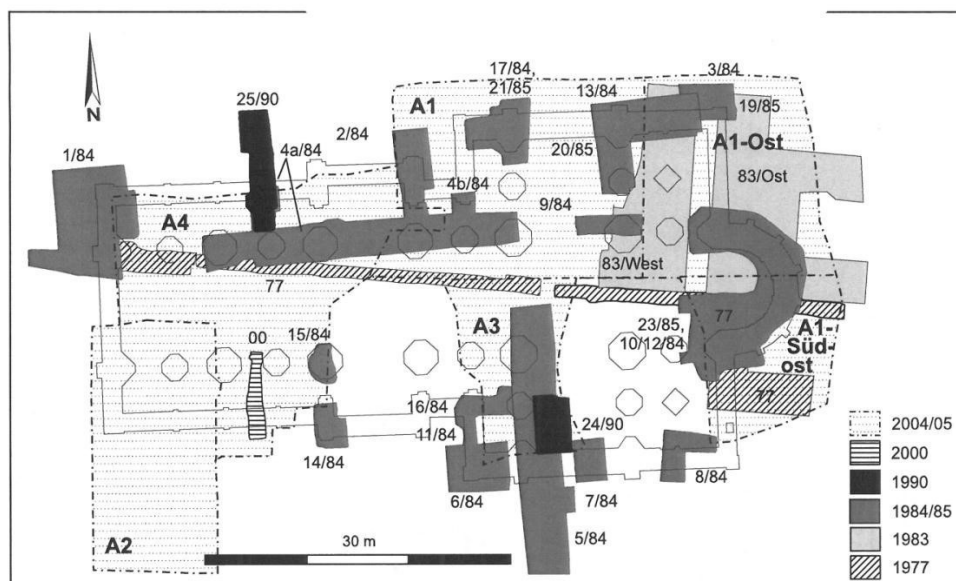 17/84,
21/85
13/84
3/84
19/85
A1
25/90
2/84
4a/84
1/84
20/85
A1-Ost
83/Ost
4b/84
9/84
A4
N
83/West
77
77
A3
23/85,
10/12/84
A1-
Süd-
ost
00
15/84
77
16/84
11/84
24/90
14/84
6/84
7/84
8/84
5/84
A2
30 m
2004/05
2000
1990
1984/85
1983
1977